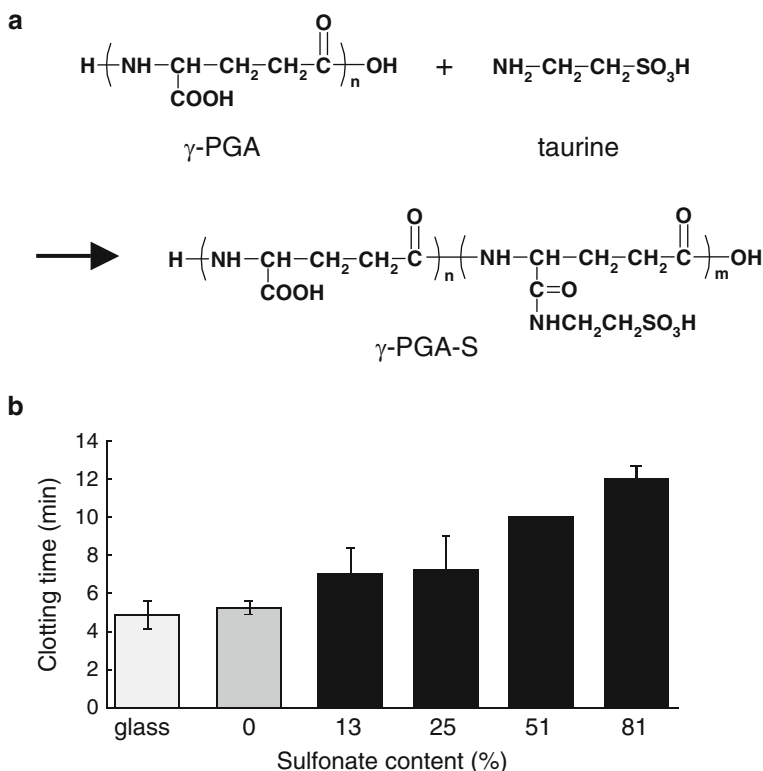 a
H-(NH-CH-CH₂-CH₂-C)n-OH + NH₂-CH₂-CH₂-SO₃H
O
COOH
γ-PGA taurine
H-(NH-CH-CH₂-CH₂-C)n-(NH-CH-CH₂-CH₂-C)m-OH
O O
COOH C=O
NHCH₂CH₂SO₃H
γ-PGA-S
b
Clotting time (min)
14
12
10
8
6
4
2
0
glass 0 13 25 51 81
Sulfonate content (%)